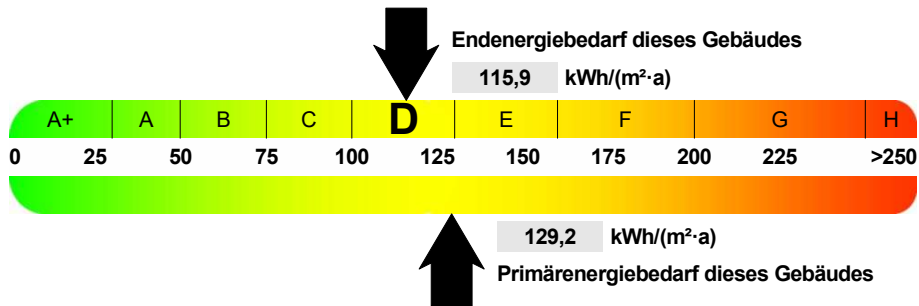 Endenergiebedarf dieses Gebäudes
115,9 kWh/(m²·a)
A+ A B C D E F G H
0 25 50 75 100 125 150 175 200 225 >250
129,2 kWh/(m²·a)
Primärenergiebedarf dieses Gebäudes